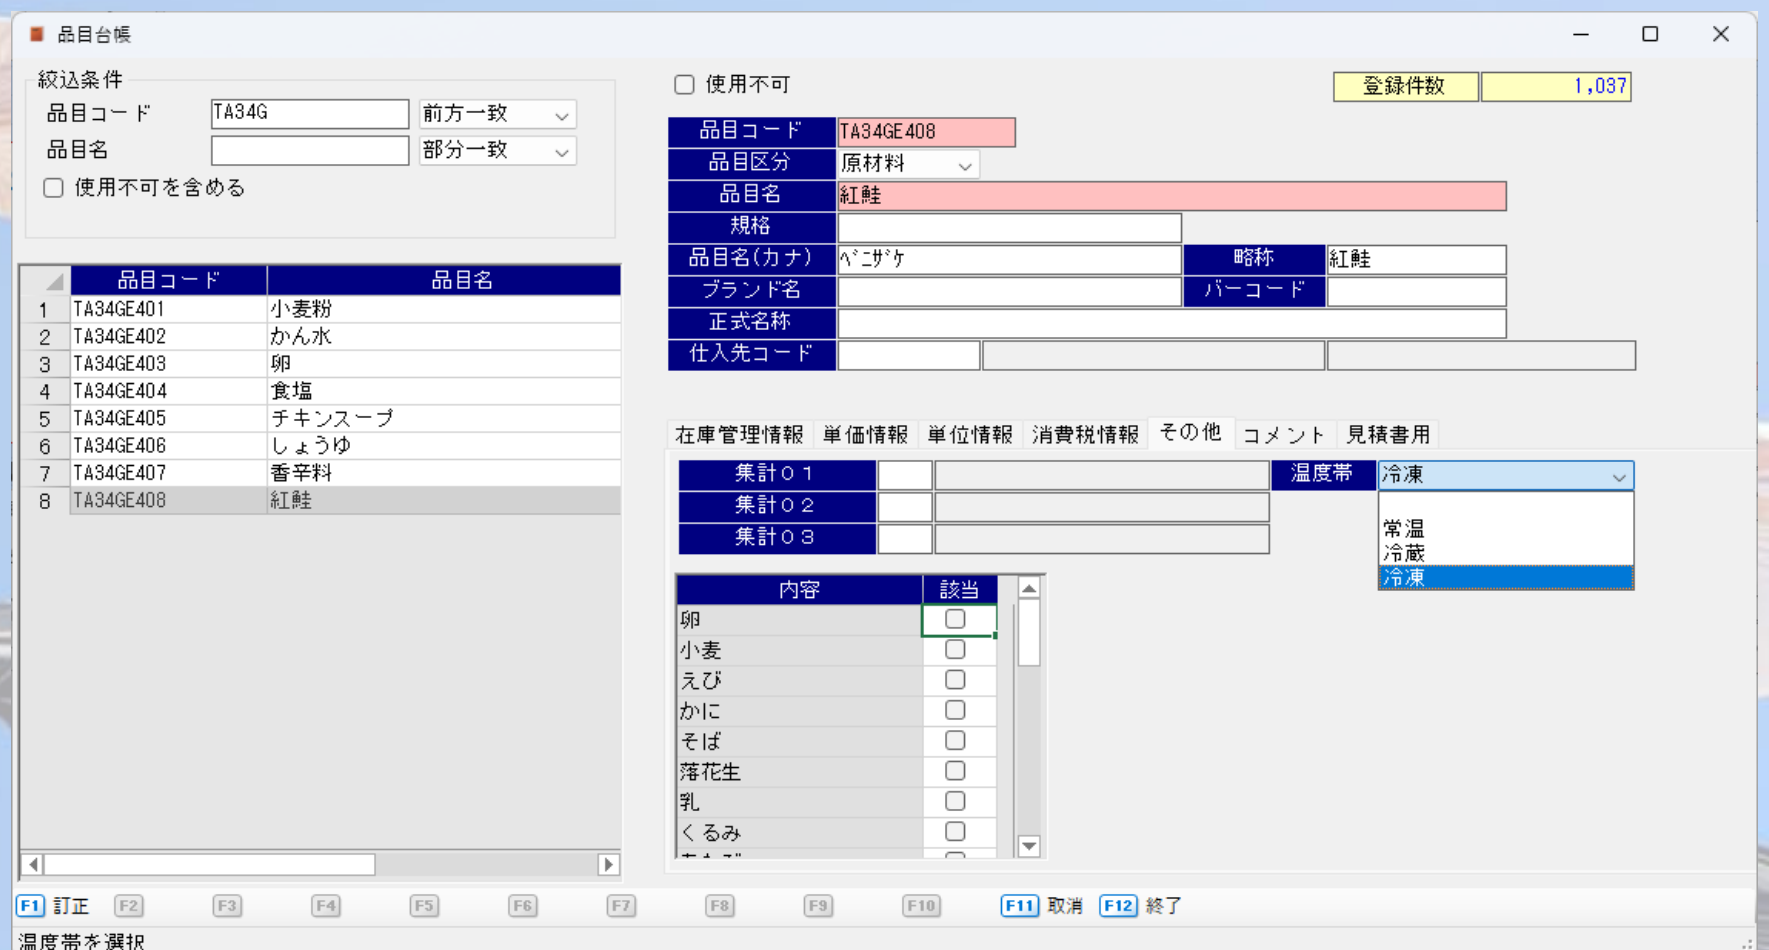 品目台帳
絞込条件
品目コード TA34G 前方一致
品目名 部分一致
使用不可を含める
品目コード 品目名
1 TA34GE401 小麦粉
2 TA34GE402 かん水
3 TA34GE403 卵
4 TA34GE404 食塩
5 TA34GE405 チキンスープ
6 TA34GE406 しょうゆ
7 TA34GE407 香辛料
8 TA34GE408 紅鮭
使用不可
登録件数 1,037
品目コード TA34GE408
品目区分 原材料
品目名 紅鮭
規格
品目名(カナ) ﾍﾞﾆｻﾞｹ 略称 紅鮭
ブランド名 バーコード
正式名称
仕入先コード
在庫管理情報 単価情報 単位情報 消費税情報 その他 コメント 見積書用
集計０１ 温度帯 冷凍
集計０２
集計０３
常温
冷蔵
冷凍
内容 該当
卵
小麦
えび
かに
そば
落花生
乳
くるみ
F1 訂正 F2 F3 F4 F5 F6 F7 F8 F9 F10 F11 取消 F12 終了
温度帯を選択